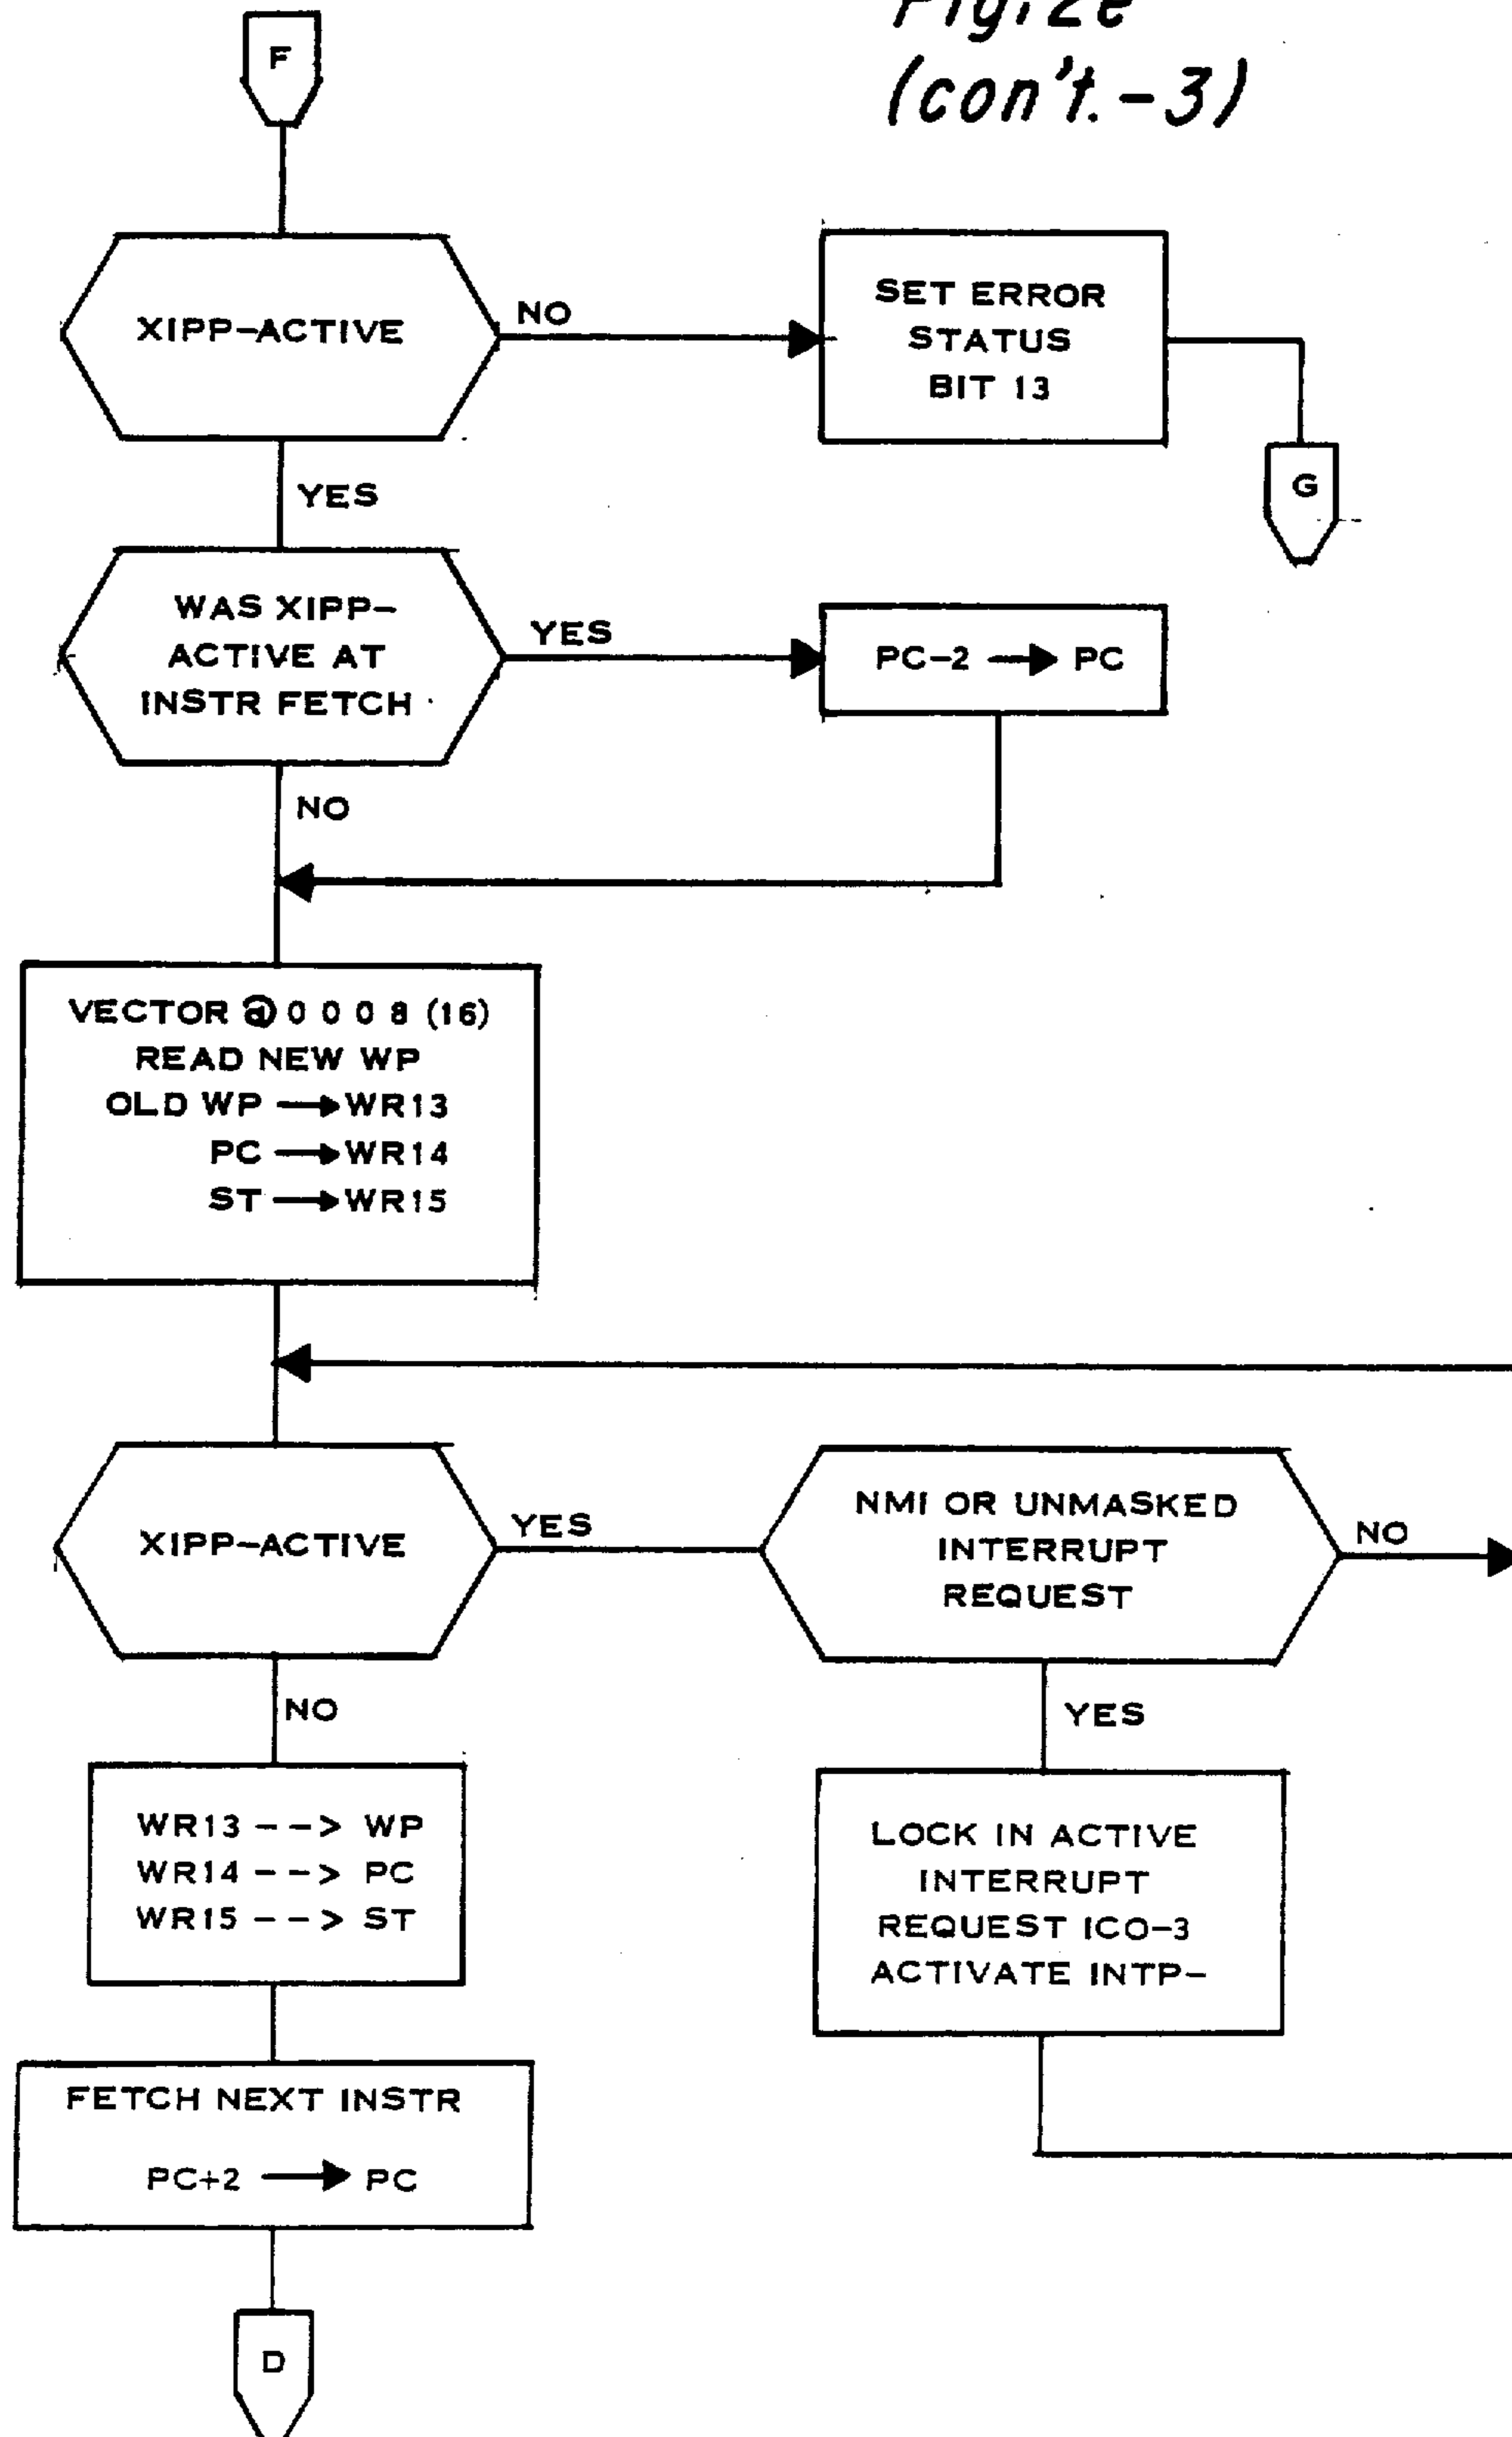 Fig. 2e
(con't.-3)
F
XIPP-ACTIVE
NO
SET ERROR
STATUS
BIT 13
G
YES
WAS XIPP-
ACTIVE AT
INSTR FETCH
YES
PC-2 → PC
NO
VECTOR @ 0 0 0 8 (16)
READ NEW WP
OLD WP → WR13
PC → WR14
ST → WR15
XIPP-ACTIVE
YES
NMI OR UNMASKED
INTERRUPT
REQUEST
NO
NO
YES
WR13 --> WP
WR14 --> PC
WR15 --> ST
LOCK IN ACTIVE
INTERRUPT
REQUEST ICO-3
ACTIVATE INTP-
FETCH NEXT INSTR
PC+2 → PC
D